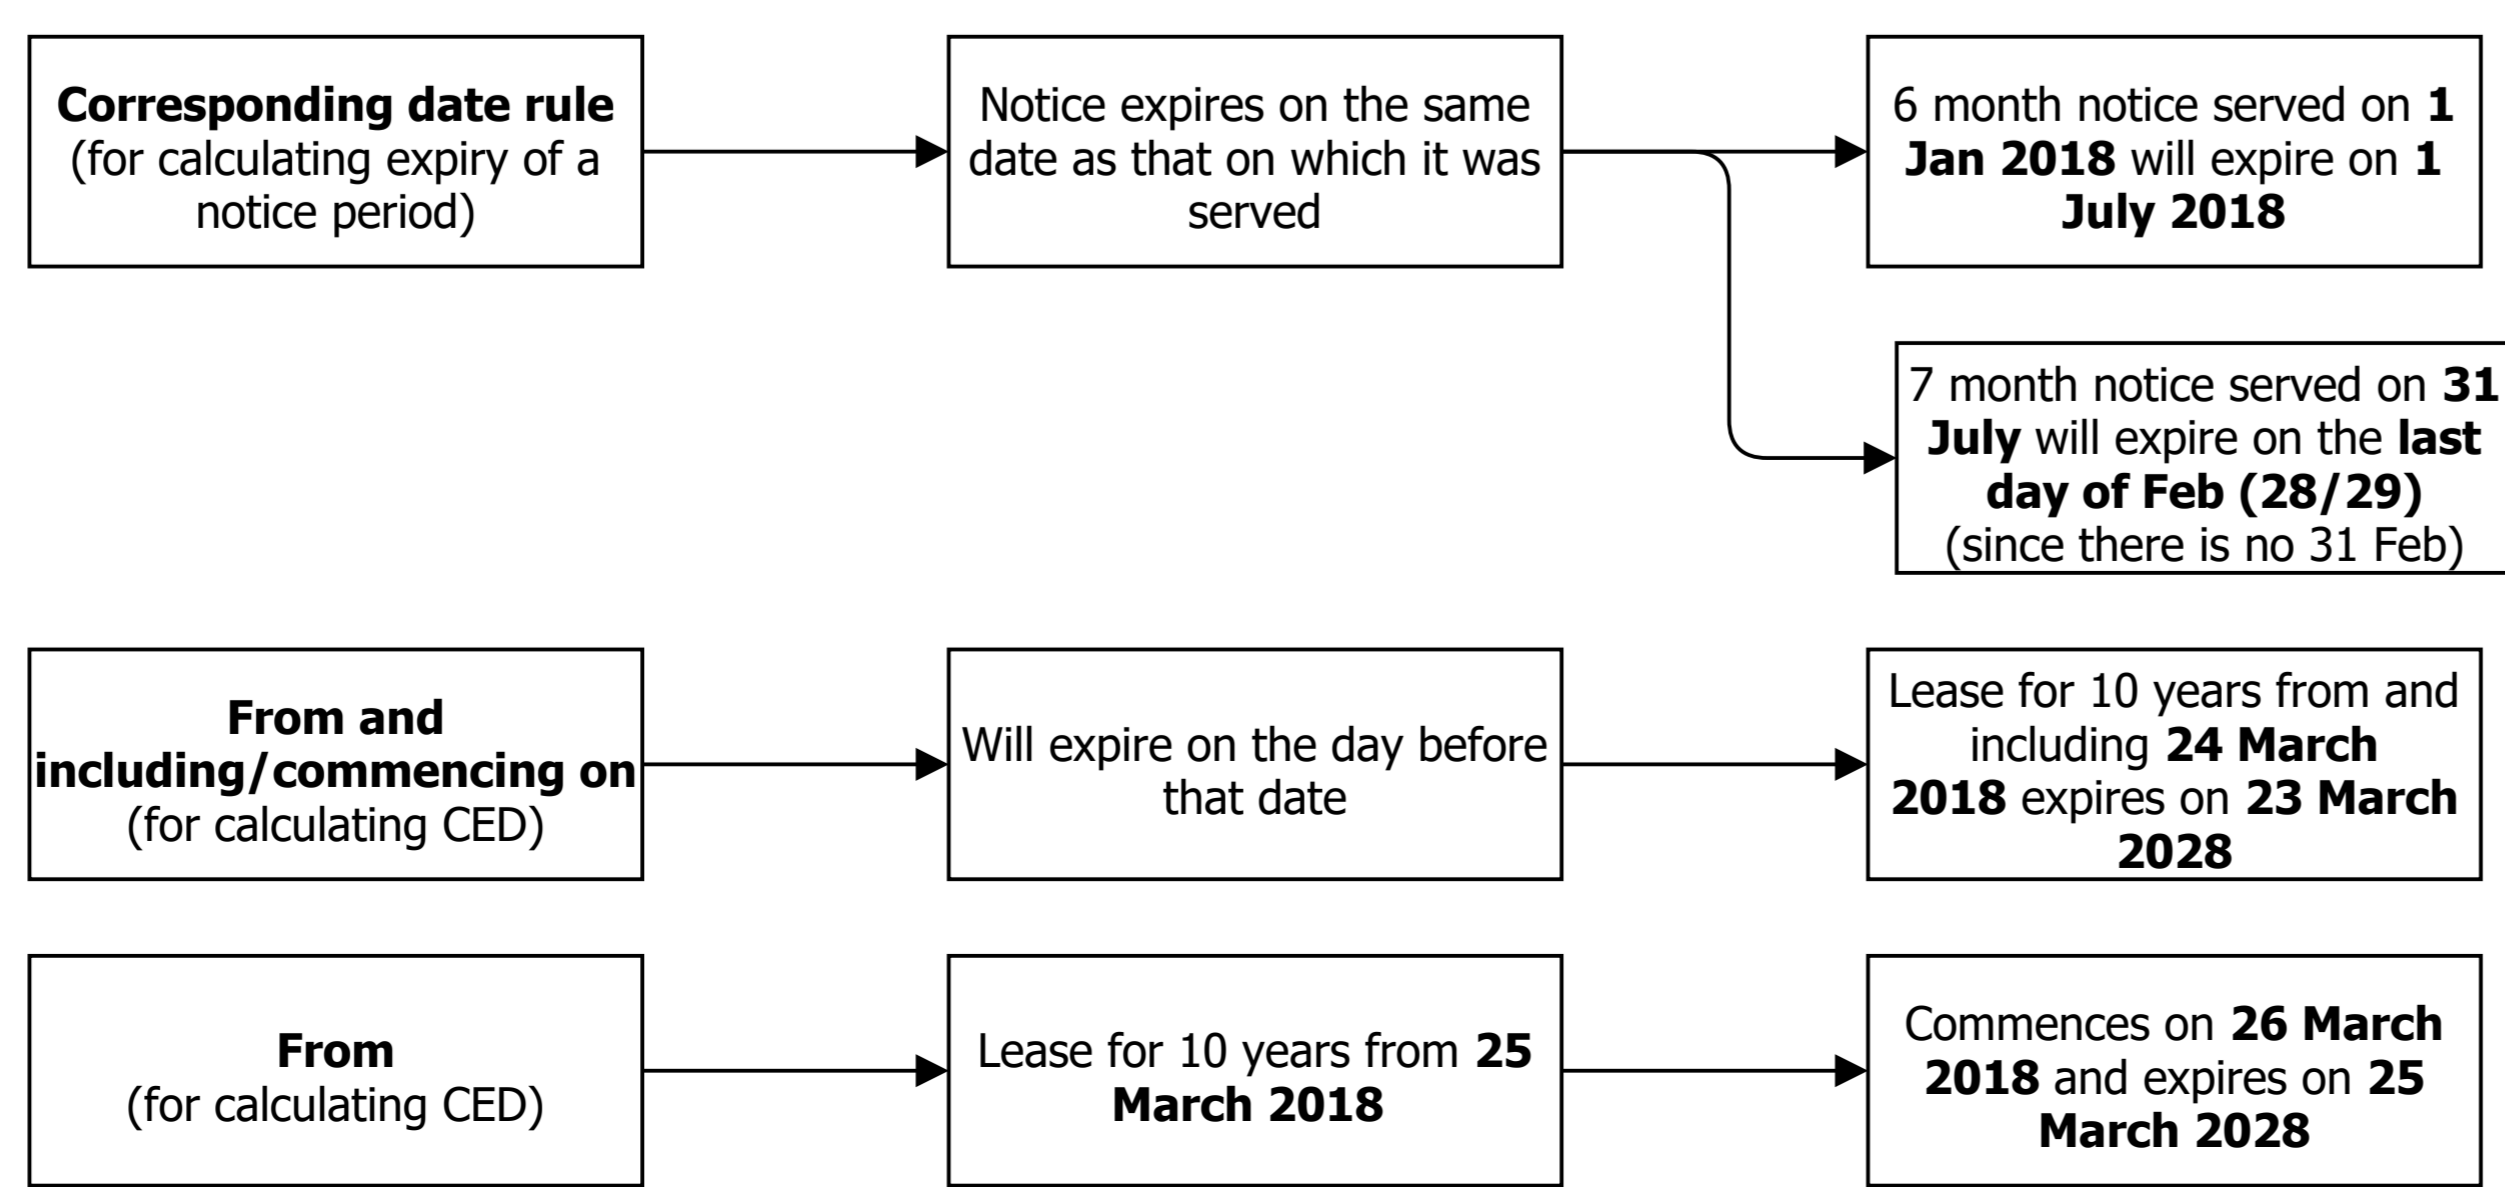 Corresponding date rule
(for calculating expiry of a
notice period)
Notice expires on the same
date as that on which it was
served
6 month notice served on 1
Jan 2018 will expire on 1
July 2018
7 month notice served on 31
July will expire on the last
day of Feb (28/29)
(since there is no 31 Feb)
From and
including/commencing on
(for calculating CED)
Will expire on the day before
that date
Lease for 10 years from and
including 24 March
2018 expires on 23 March
2028
From
(for calculating CED)
Lease for 10 years from 25
March 2018
Commences on 26 March
2018 and expires on 25
March 2028